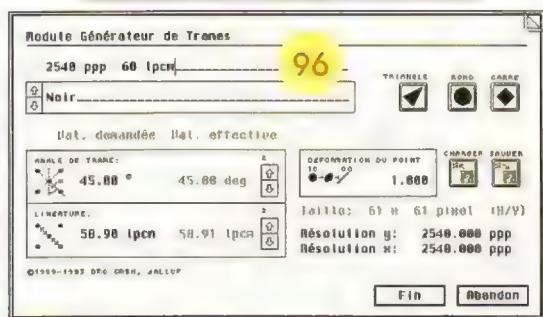 Module Générateur de Trames
2540 ppp 60 lpcm
96
TRIANGLE ROND CARRE
Noir
Val. demandée Val. effective
ANGLE DE TRAME:
2
45.00 °
45.00 deg
DEFORMATION DU POINT
1.000
CHARGER SAUVER
LINEATURE:
2
58.90 lpcm
58.91 lpcm
Taille: 61 x 61 pixel (H/V)
Résolution y: 2540.000 ppp
Résolution x: 2540.000 ppp
Fin
Abandon